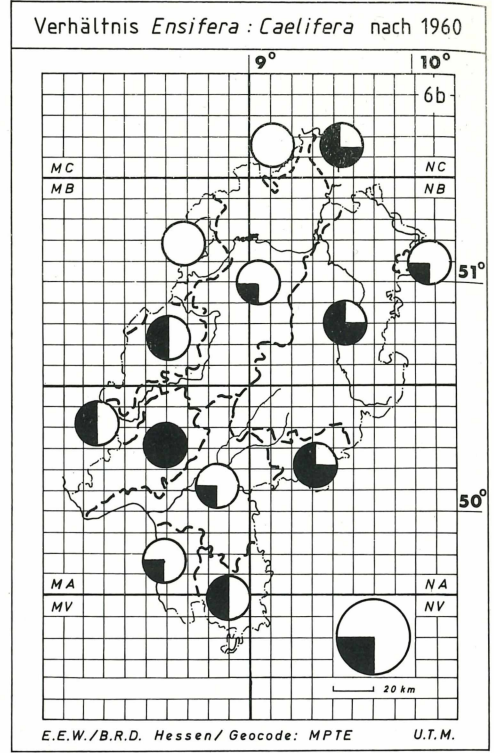 Verhältnis Ensifera : Caelifera nach 1960
9° 10°
6b
MC NC
MB NB
51°
50°
MA NA
MV NV
20 km
E.E.W./B.R.D. Hessen/ Geocode: MPTE U.T.M.